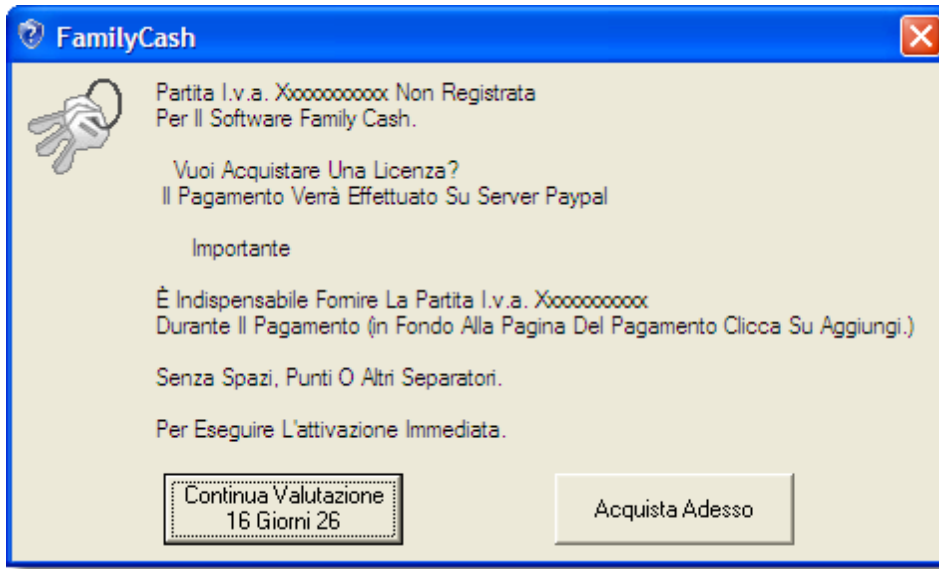 FamilyCash
Partita I.v.a. Xxxxxxxxxxx Non Registrata
Per Il Software Family Cash.
Vuoi Acquistare Una Licenza?
Il Pagamento Verrà Effettuato Su Server Paypal
Importante
È Indispensabile Fornire La Partita I.v.a. Xxxxxxxxxxx
Durante Il Pagamento (in Fondo Alla Pagina Del Pagamento Clicca Su Aggiungi.)
Senza Spazi, Punti O Altri Separatori.
Per Eseguire L'attivazione Immediata.
Continua Valutazione
16 Giorni 26
Acquista Adesso